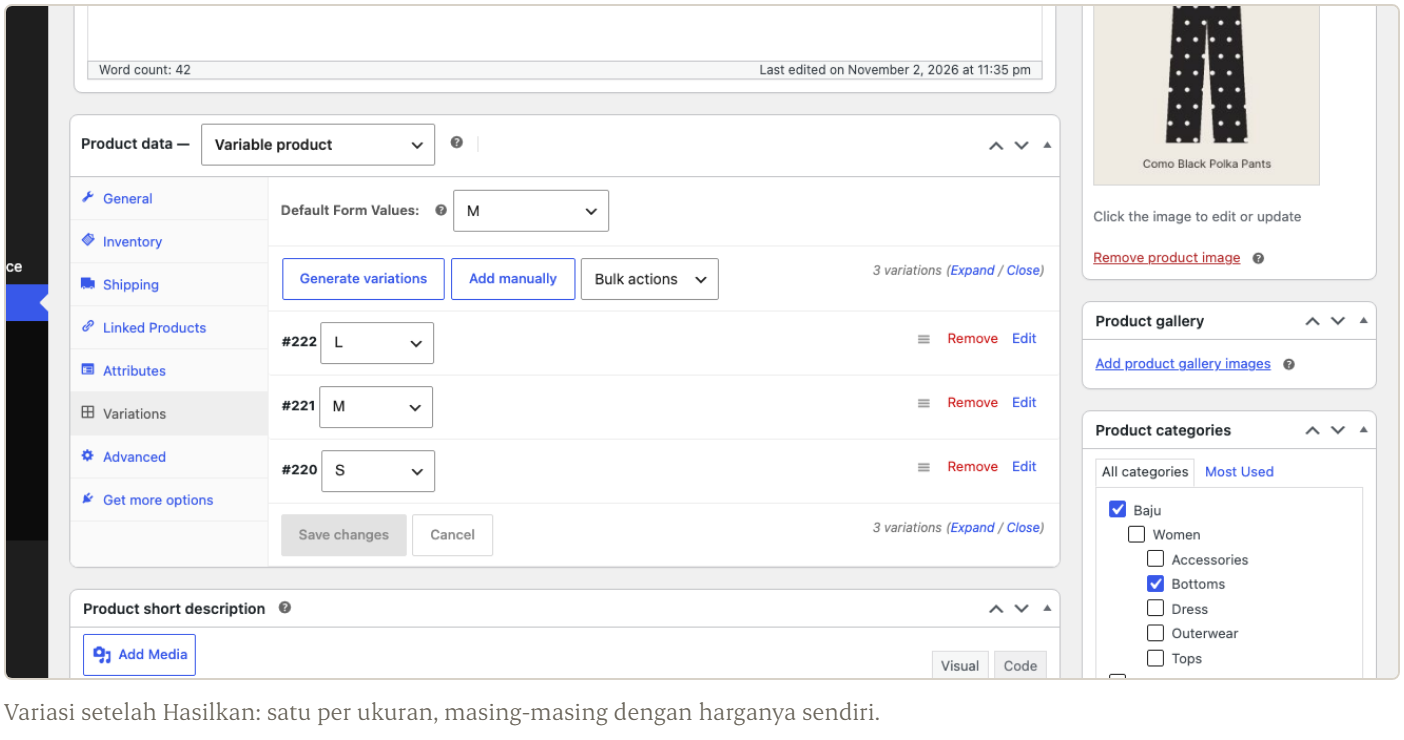 Word count: 42
Last edited on November 2, 2026 at 11:35 pm
Product data —
Variable product
General
Inventory
Shipping
Linked Products
Attributes
Variations
Advanced
Get more options
Default Form Values:
M
Generate variations
Add manually
Bulk actions
3 variations (Expand / Close)
#222
L
Remove
Edit
#221
M
Remove
Edit
#220
S
Remove
Edit
Save changes
Cancel
3 variations (Expand / Close)
Product short description
Add Media
Visual
Code
ce
Como Black Polka Pants
Click the image to edit or update
Remove product image
Product gallery
Add product gallery images
Product categories
All categories
Most Used
Baju
Women
Accessories
Bottoms
Dress
Outerwear
Tops
Variasi setelah Hasilkan: satu per ukuran, masing-masing dengan harganya sendiri.